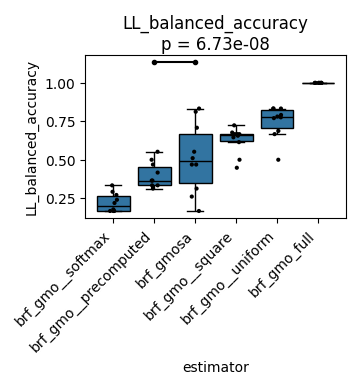 LL_balanced_accuracy
p = 6.73e-08
LL_balanced_accuracy
1.00
0.75
0.50
0.25
brf_gmo__softmax
brf_gmo__precomputed
brf_gmosa
brf_gmo__square
brf_gmo__uniform
brf_gmo_full
estimator